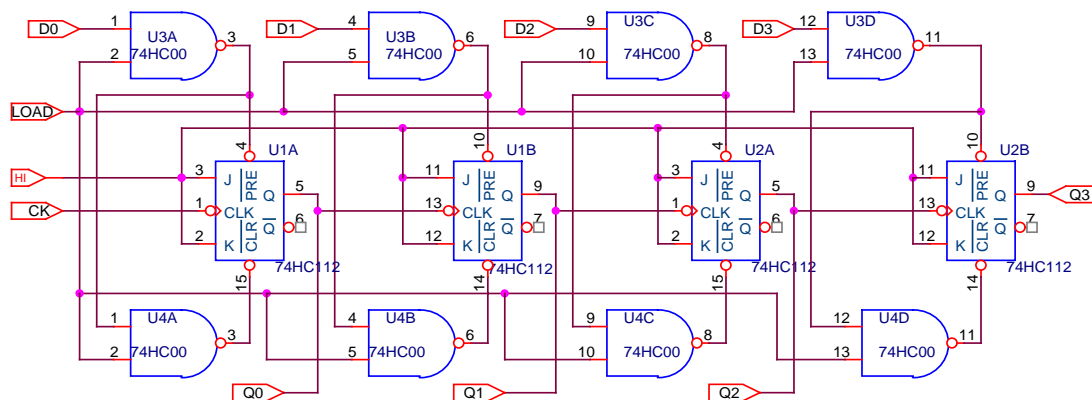 D0 1 2 U3A 74HC00 3
D1 4 5 U3B 74HC00 6
D2 9 10 U3C 74HC00 8
D3 12 13 U3D 74HC00 11
LOAD
HI
CK
4 U1A 3 J PRE Q 5
1 CLK 6
2 K CLR Q
74HC112
15
10 U1B 11 J PRE Q 9
13 CLK 7
12 K CLR Q
74HC112
14
4 U2A 3 J PRE Q 5
1 CLK 6
2 K CLR Q
74HC112
15
10 U2B 11 J PRE Q 9 Q3
13 CLK 7
12 K CLR Q
74HC112
14
1 2 U4A 74HC00 3
4 5 U4B 74HC00 6
9 10 U4C 74HC00 8
12 13 U4D 74HC00 11
Q0
Q1
Q2